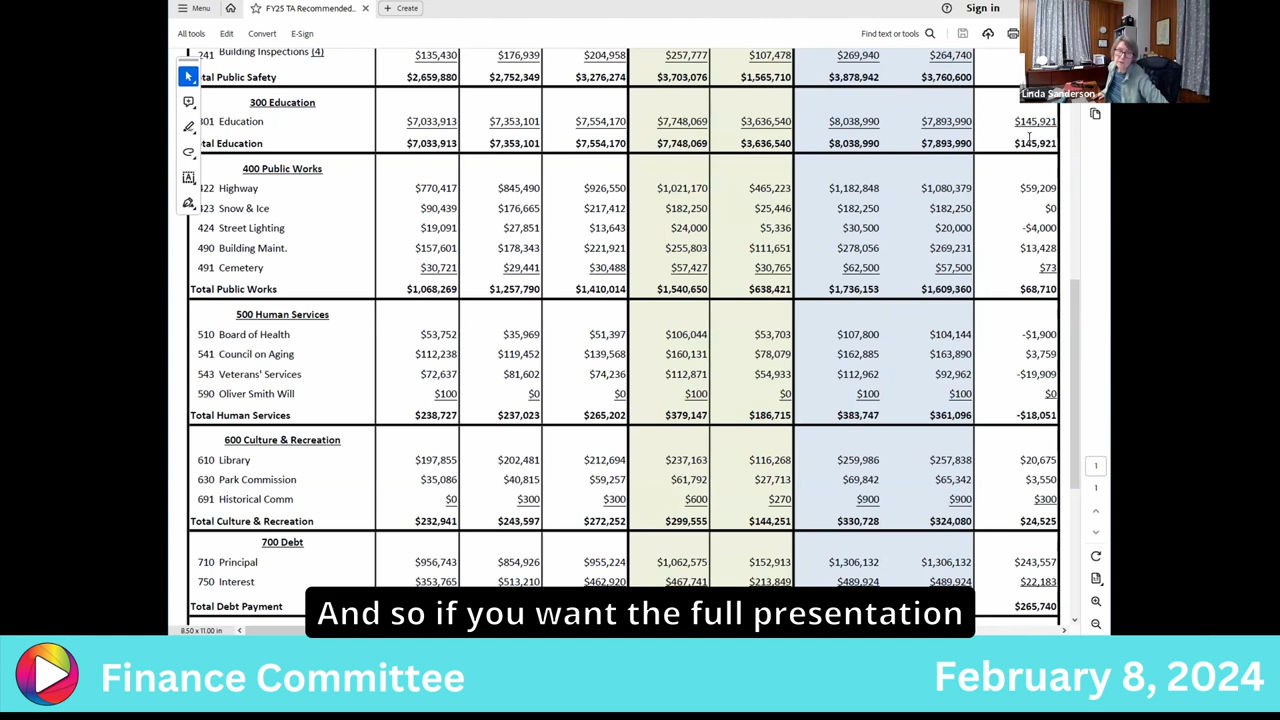 Menu FY25 TA Recommended... Create Sign in
All tools Edit Convert E-Sign Find text or tools
241 Building Inspections (4) $135,430 $176,939 $204,958 $257,777 $107,478 $269,940 $264,740
tal Public Safety $2,659,880 $2,752,349 $3,276,274 $3,703,076 $1,565,710 $3,878,942 $3,760,600
Linda Sanderson
300 Education
301 Education $7,033,913 $7,353,101 $7,554,170 $7,748,069 $3,636,540 $8,038,990 $7,893,990 $145,921
tal Education $7,033,913 $7,353,101 $7,554,170 $7,748,069 $3,636,540 $8,038,990 $7,893,990 $145,921
400 Public Works
422 Highway $770,417 $845,490 $926,550 $1,021,170 $465,223 $1,182,848 $1,080,379 $59,209
423 Snow & Ice $90,439 $176,665 $217,412 $182,250 $25,446 $182,250 $182,250 $0
424 Street Lighting $19,091 $27,851 $13,643 $24,000 $5,336 $30,500 $20,000 -$4,000
490 Building Maint. $157,601 $178,343 $221,921 $255,803 $111,651 $278,056 $269,231 $13,428
491 Cemetery $30,721 $29,441 $30,488 $57,427 $30,765 $62,500 $57,500 $73
Total Public Works $1,068,269 $1,257,790 $1,410,014 $1,540,650 $638,421 $1,736,153 $1,609,360 $68,710
500 Human Services
510 Board of Health $53,752 $35,969 $51,397 $106,044 $53,703 $107,800 $104,144 -$1,900
541 Council on Aging $112,238 $119,452 $139,568 $160,131 $78,079 $162,885 $163,890 $3,759
543 Veterans' Services $72,637 $81,602 $74,236 $112,871 $54,933 $112,962 $92,962 -$19,909
590 Oliver Smith Will $100 $0 $0 $100 $0 $100 $100 $0
Total Human Services $238,727 $237,023 $265,202 $379,147 $186,715 $383,747 $361,096 -$18,051
600 Culture & Recreation
610 Library $197,855 $202,481 $212,694 $237,163 $116,268 $259,986 $257,838 $20,675
630 Park Commission $35,086 $40,815 $59,257 $61,792 $27,713 $69,842 $65,342 $3,550
691 Historical Comm $0 $300 $300 $600 $270 $900 $900 $300
Total Culture & Recreation $232,941 $243,597 $272,252 $299,555 $144,251 $330,728 $324,080 $24,525
700 Debt
710 Principal $956,743 $854,926 $955,224 $1,062,575 $152,913 $1,306,132 $1,306,132 $243,557
750 Interest $353,765 $513,210 $462,920 $467,741 $213,849 $489,924 $489,924 $22,183
Total Debt Payment $265,740
1
1
8.50 x 11.00 in
And so if you want the full presentation
Finance Committee February 8, 2024